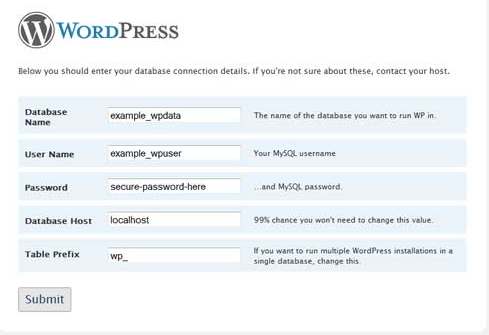 WORDPRESS
Below you should enter your database connection details. If you're not sure about these, contact your host.
Database
Name
example_wpdata
The name of the database you want to run WP in.
User Name
example_wpuser
Your MySQL username
Password
secure-password-here
...and MySQL password.
Database Host
localhost
99% chance you won't need to change this value.
Table Prefix
wp_
If you want to run multiple WordPress installations in a
single database, change this.
Submit